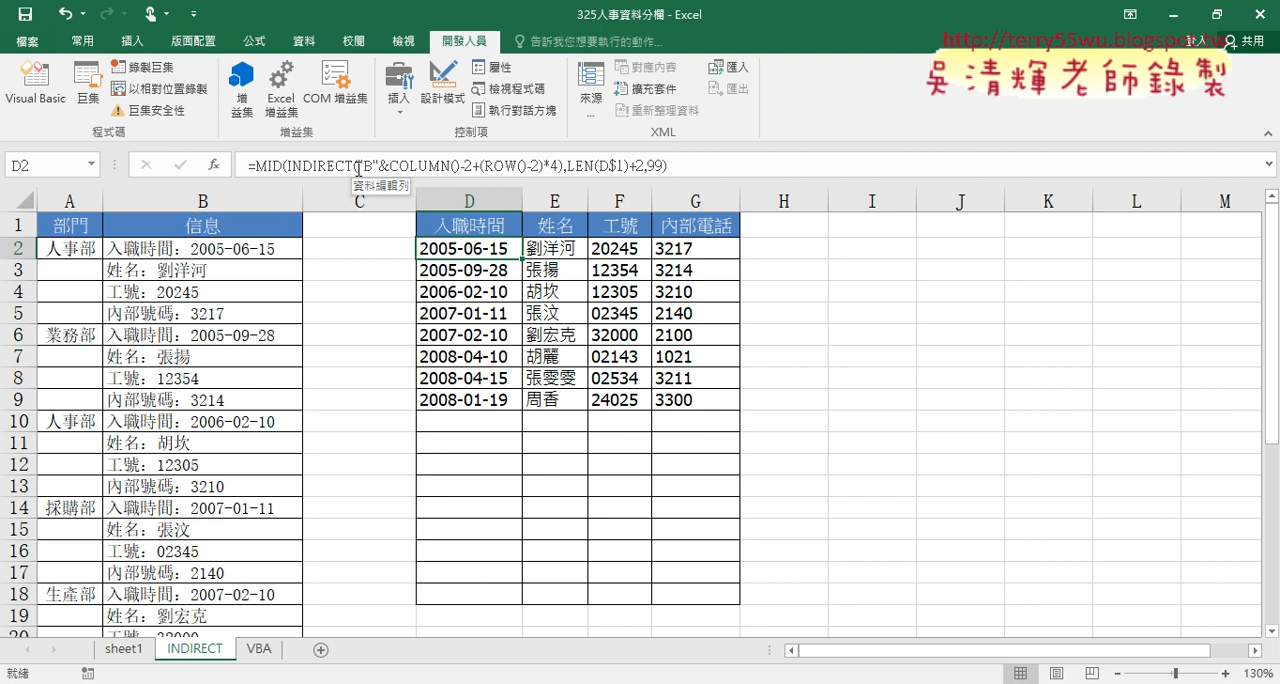 325人事資料分欄 - Excel
檔案 常用 插入 版面配置 公式 資料 校閱 檢視 開發人員 告訴我您想要執行的動作... 共用
http://terry55wu.blogspot.tw
吳清輝老師錄製
錄製巨集 屬性 對應內容 匯入
以相對位置錄製 檢視程式碼 擴充套件 匯出
巨集安全性 執行對話方塊 重新整理資料
Visual Basic 巨集 增益集 Excel 增益集 COM 增益集 插入 設計模式 來源 ...
程式碼 增益集 控制項 XML
D2 fx =MID(INDIRECT("B"&COLUMN()-2+(ROW()-2)*4),LEN(D$1)+2,99)
資料編輯列
A B C D E F G H I J K L M
1 部門 信息 入職時間 姓名 工號 內部電話
2 人事部 入職時間：2005-06-15 2005-06-15 劉洋河 20245 3217
3 姓名：劉洋河 2005-09-28 張揚 12354 3214
4 工號：20245 2006-02-10 胡坎 12305 3210
5 內部號碼：3217 2007-01-11 張汶 02345 2140
6 業務部 入職時間：2005-09-28 2007-02-10 劉宏克 32000 2100
7 姓名：張揚 2008-04-10 胡麗 02143 1021
8 工號：12354 2008-04-15 張雯雯 02534 3211
9 內部號碼：3214 2008-01-19 周香 24025 3300
10 人事部 入職時間：2006-02-10
11 姓名：胡坎
12 工號：12305
13 內部號碼：3210
14 採購部 入職時間：2007-01-11
15 姓名：張汶
16 工號：02345
17 內部號碼：2140
18 生產部 入職時間：2007-02-10
19 姓名：劉宏克
20 工號：32000
sheet1 INDIRECT VBA
就緒 130%